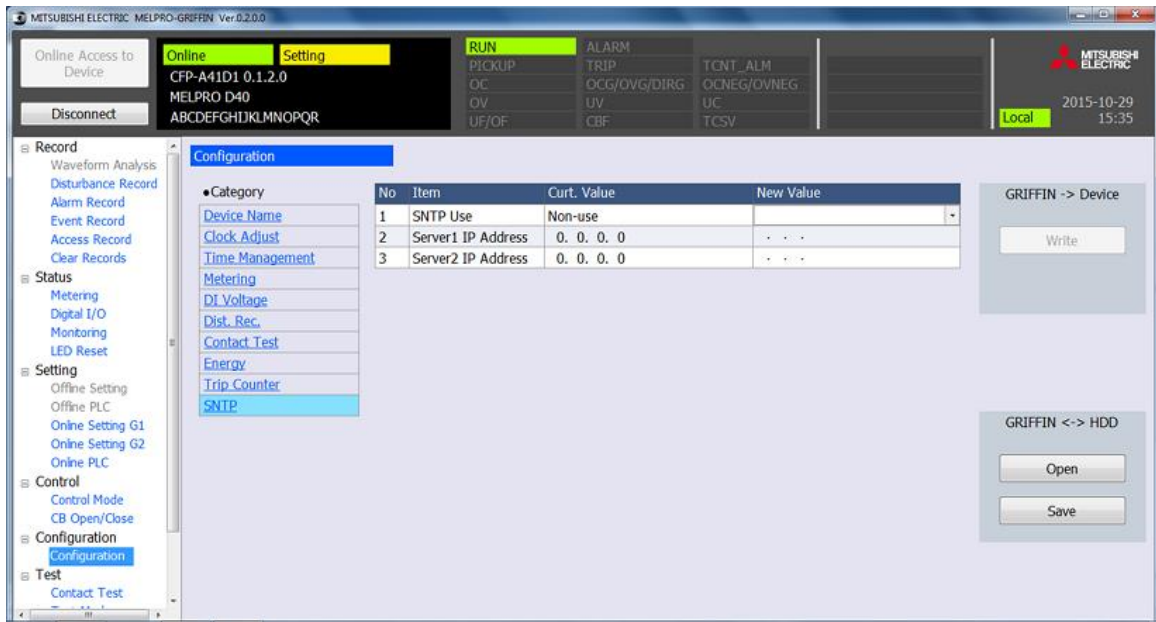 MITSUBISHI ELECTRIC MELPRO-GRIFFIN Ver.0.2.0.0
Online Access to
Device
Disconnect
Online Setting
CFP-A41D1 0.1.2.0
MELPRO D40
ABCDEFGHIJKLMNOPQR
RUN ALARM
PICKUP TRIP TCNT_ALM
OC OCG/OVG/DIRG OCNEG/OVNEG
OV UV UC
UF/OF CBF TCSV
MITSUBISHI
ELECTRIC
2015-10-29
Local 15:35
Record
Waveform Analysis
Disturbance Record
Alarm Record
Event Record
Access Record
Clear Records
Status
Metering
Digital I/O
Monitoring
LED Reset
Setting
Offline Setting
Offline PLC
Online Setting G1
Online Setting G2
Online PLC
Control
Control Mode
CB Open/Close
Configuration
Configuration
Test
Contact Test
Configuration
●Category
Device Name
Clock Adjust
Time Management
Metering
DI Voltage
Dist. Rec.
Contact Test
Energy
Trip Counter
SNTP
No Item Curt. Value New Value
1 SNTP Use Non-use
2 Server1 IP Address 0. 0. 0. 0 . . .
3 Server2 IP Address 0. 0. 0. 0 . . .
GRIFFIN -> Device
Write
GRIFFIN <-> HDD
Open
Save